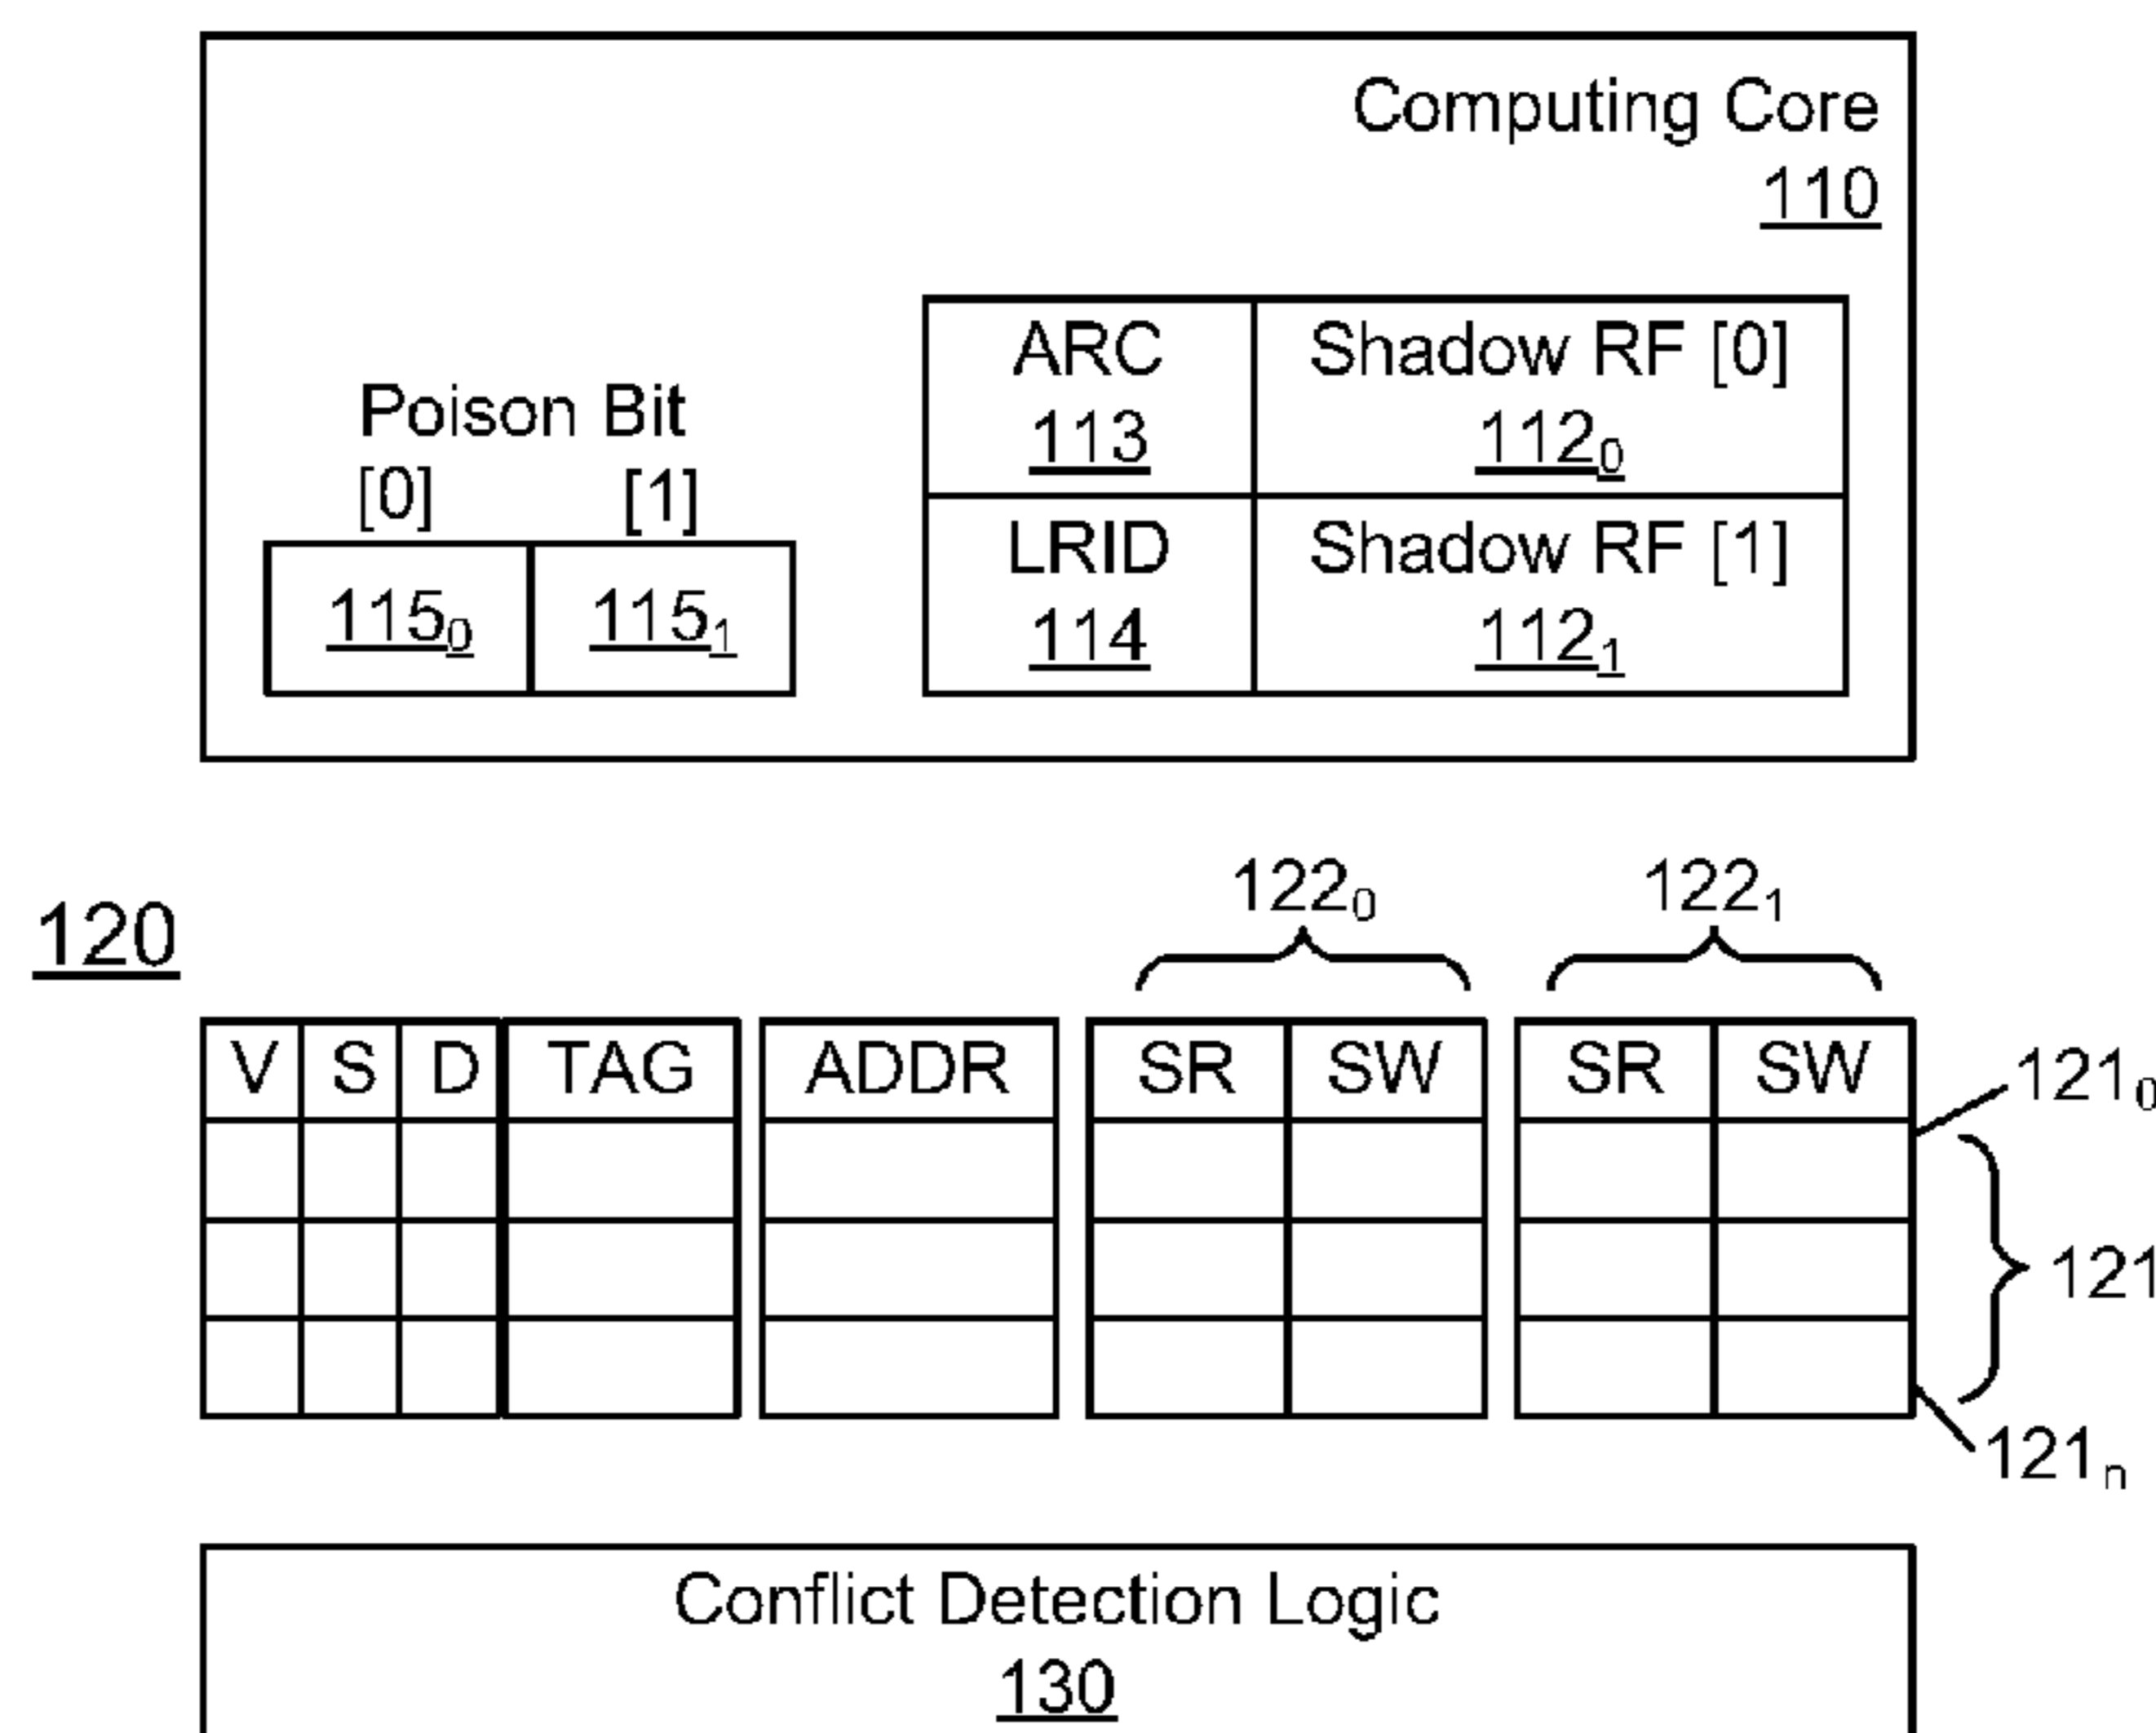 Computing Core
110
ARC
Shadow RF [0]
113
112₀
Poison Bit
[0] [1]
LRID
Shadow RF [1]
115₀ 115₁
114
112₁
122₀ 122₁
120
V S D TAG ADDR SR SW SR SW
121₀
121
121ₙ
Conflict Detection Logic
130